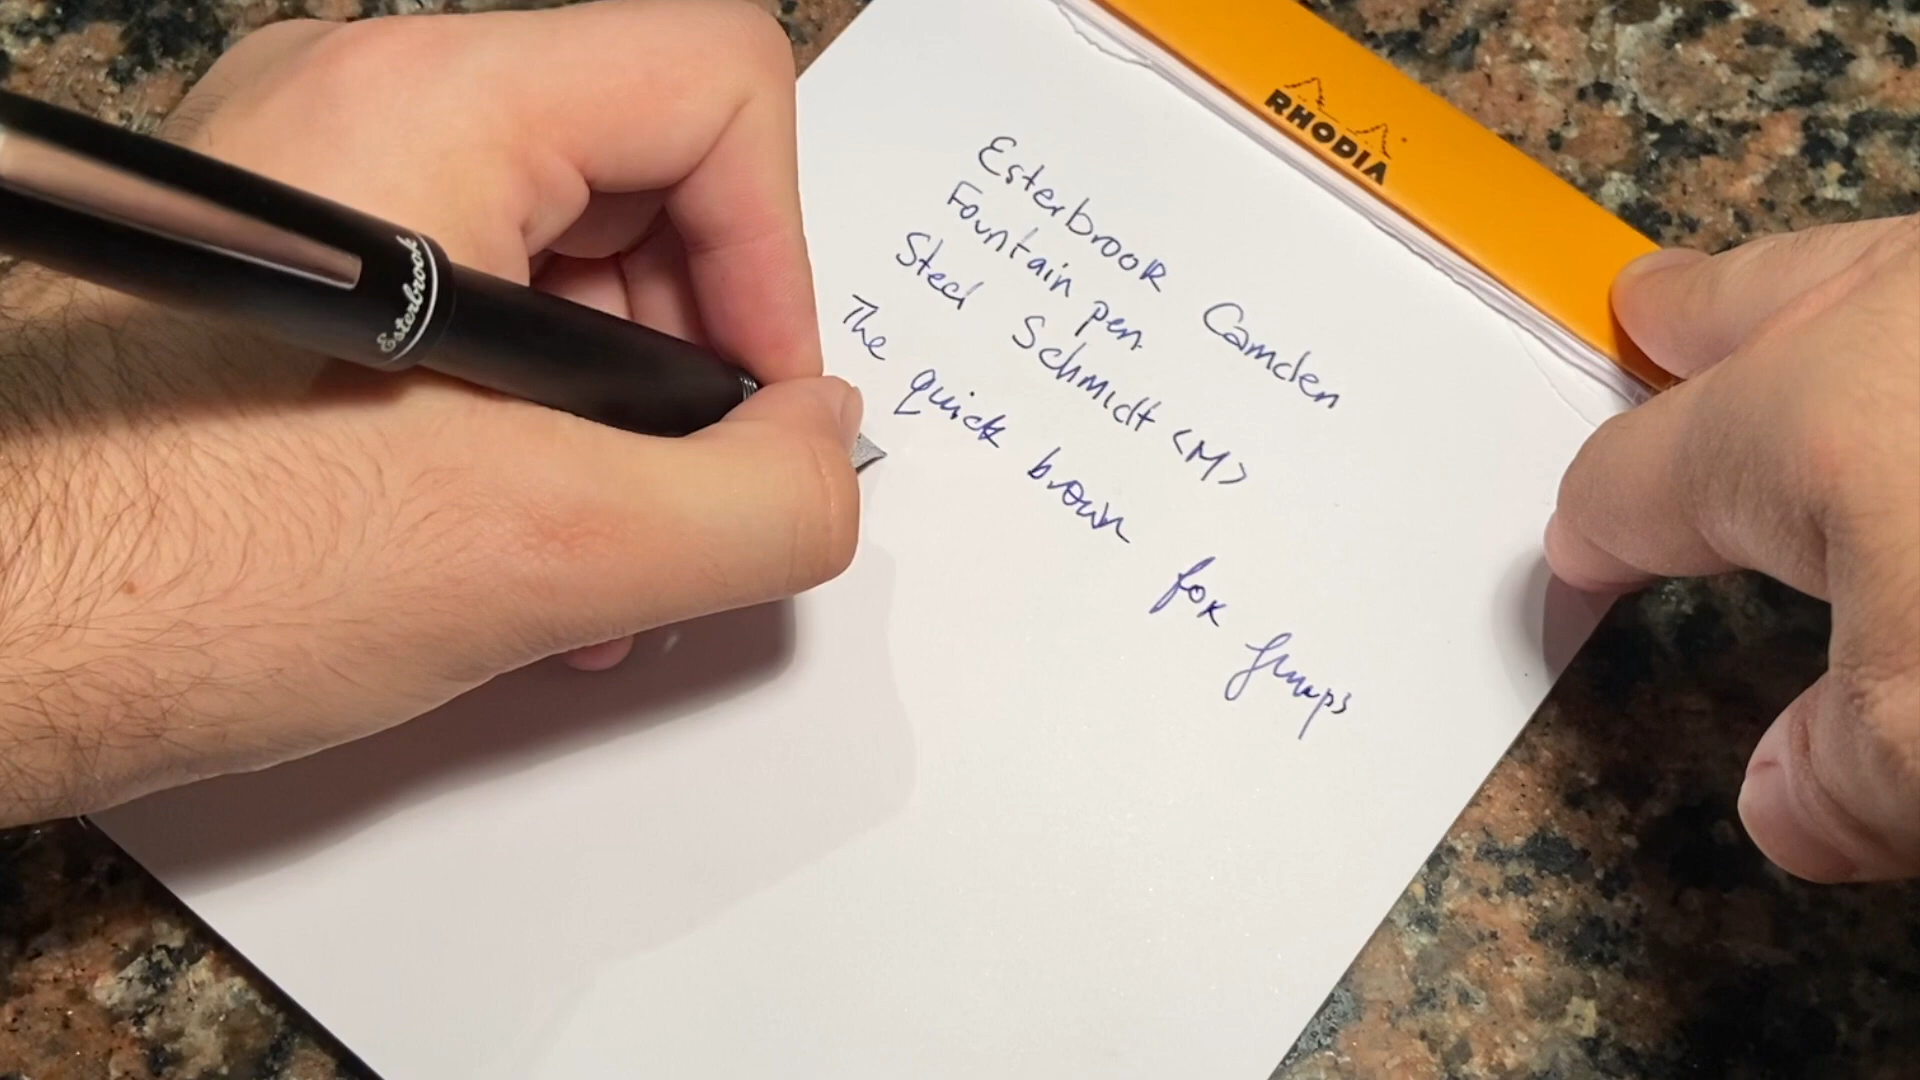 RHODIA
Esterbrook Camden
Fountain pen
Steel Schmidt <M>
The quick brown fox jumps
Esterbrook